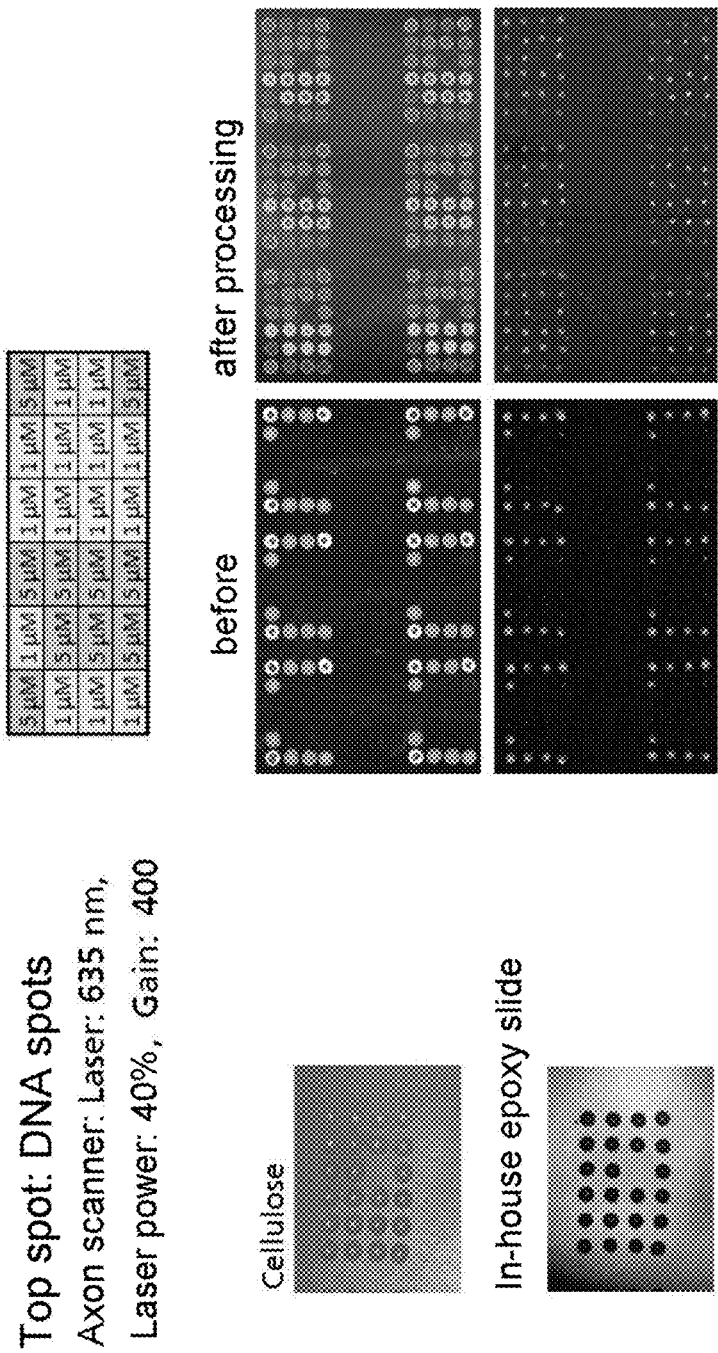 Top spot: DNA spots
Axon scanner: Laser: 635 nm,
Laser power: 40%, Gain: 400
5 µM 1 µM 5 µM 1 µM 1 µM 5 µM
1 µM 5 µM 5 µM 1 µM 1 µM 1 µM
1 µM 5 µM 5 µM 1 µM 1 µM 1 µM
1 µM 5 µM 5 µM 1 µM 1 µM 5 µM
before after processing
Cellulose
In-house epoxy slide